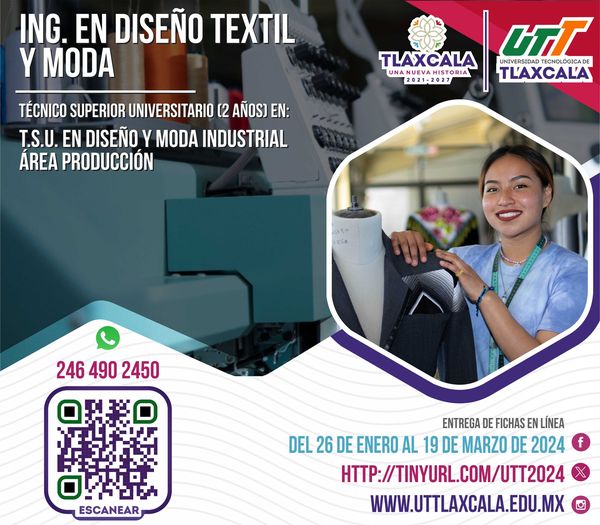 ING. EN DISEÑO TEXTIL
Y MODA
TÉCNICO SUPERIOR UNIVERSITARIO (2 AÑOS) EN:
T.S.U. EN DISEÑO Y MODA INDUSTRIAL
ÁREA PRODUCCIÓN
TLAXCALA
UNA NUEVA HISTORIA
2021 - 2027
UTT
UNIVERSIDAD TECNOLÓGICA DE
TLAXCALA
246 490 2450
ESCANEAR
ENTREGA DE FICHAS EN LÍNEA
DEL 26 DE ENERO AL 19 DE MARZO DE 2024
HTTP://TINYURL.COM/UTT2024
WWW.UTTLAXCALA.EDU.MX